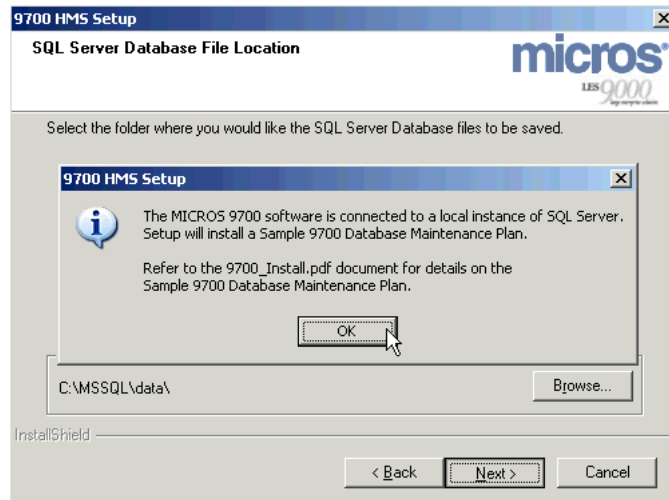 9700 HMS Setup
SQL Server Database File Location
micros
LES 9000
Select the folder where you would like the SQL Server Database files to be saved.
9700 HMS Setup
The MICROS 9700 software is connected to a local instance of SQL Server.
Setup will install a Sample 9700 Database Maintenance Plan.
Refer to the 9700_Install.pdf document for details on the
Sample 9700 Database Maintenance Plan.
OK
C:\MSSQL\data\
Browse...
InstallShield
< Back
Next >
Cancel